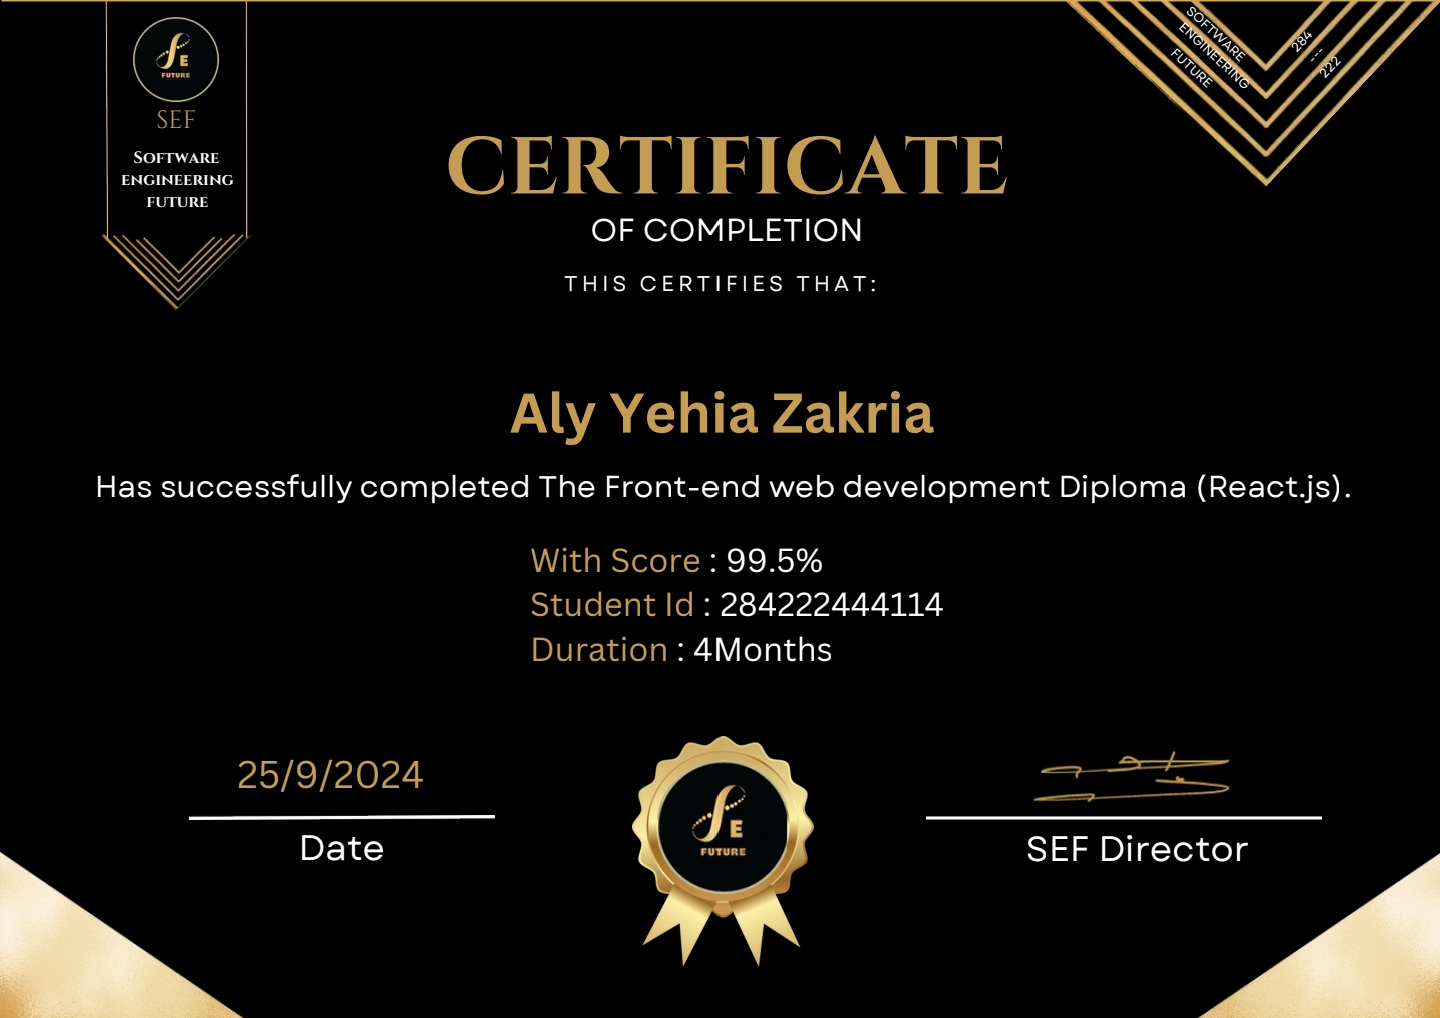 E
FUTURE
SEF
SOFTWARE
ENGINEERING
FUTURE
SOFTWARE
ENGINEERING
FUTURE
284
---
222
CERTIFICATE
OF COMPLETION
THIS CERTIFIES THAT:
Aly Yehia Zakria
Has successfully completed The Front-end web development Diploma (React.js).
With Score : 99.5%
Student Id : 284222444114
Duration : 4Months
25/9/2024
Date
E
FUTURE
SEF Director